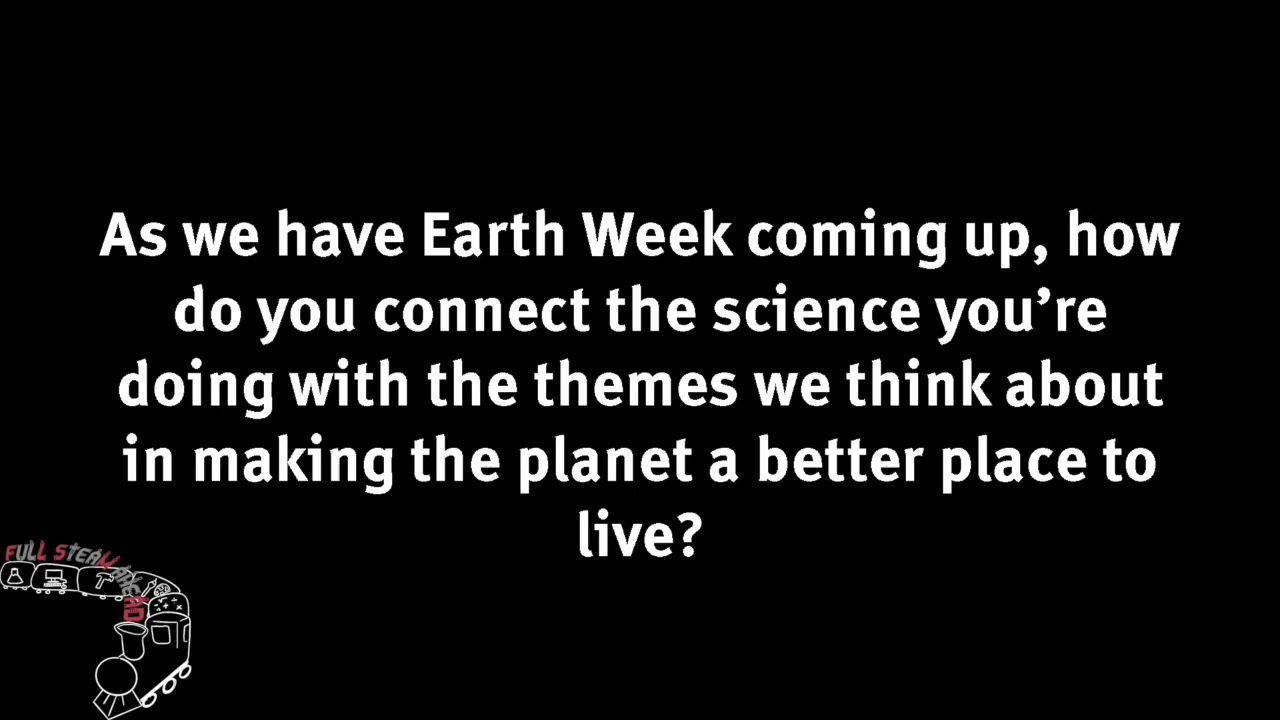 As we have Earth Week coming up, how
do you connect the science you’re
doing with the themes we think about
in making the planet a better place to
live?
FULL STEAM AHEAD